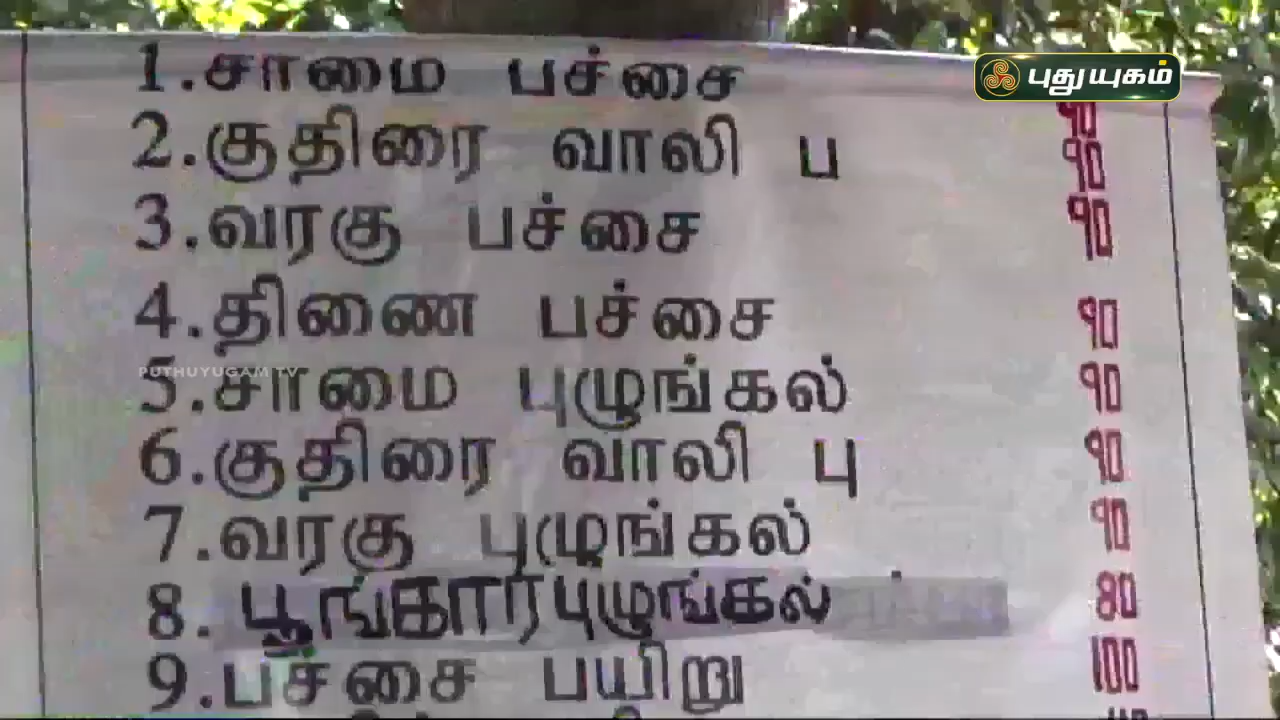 புதுயுகம்
1.சாமை பச்சை 90
2.குதிரை வாலி ப 90
3.வரகு பச்சை 90
4.திணை பச்சை 90
PUTHUYUGAM TV
5.சாமை புழுங்கல் 90
6.குதிரை வாலி பு 90
7.வரகு புழுங்கல் 90
8. பூங்கார்புழுங்கல் 80
9.பச்சை பயிறு 100